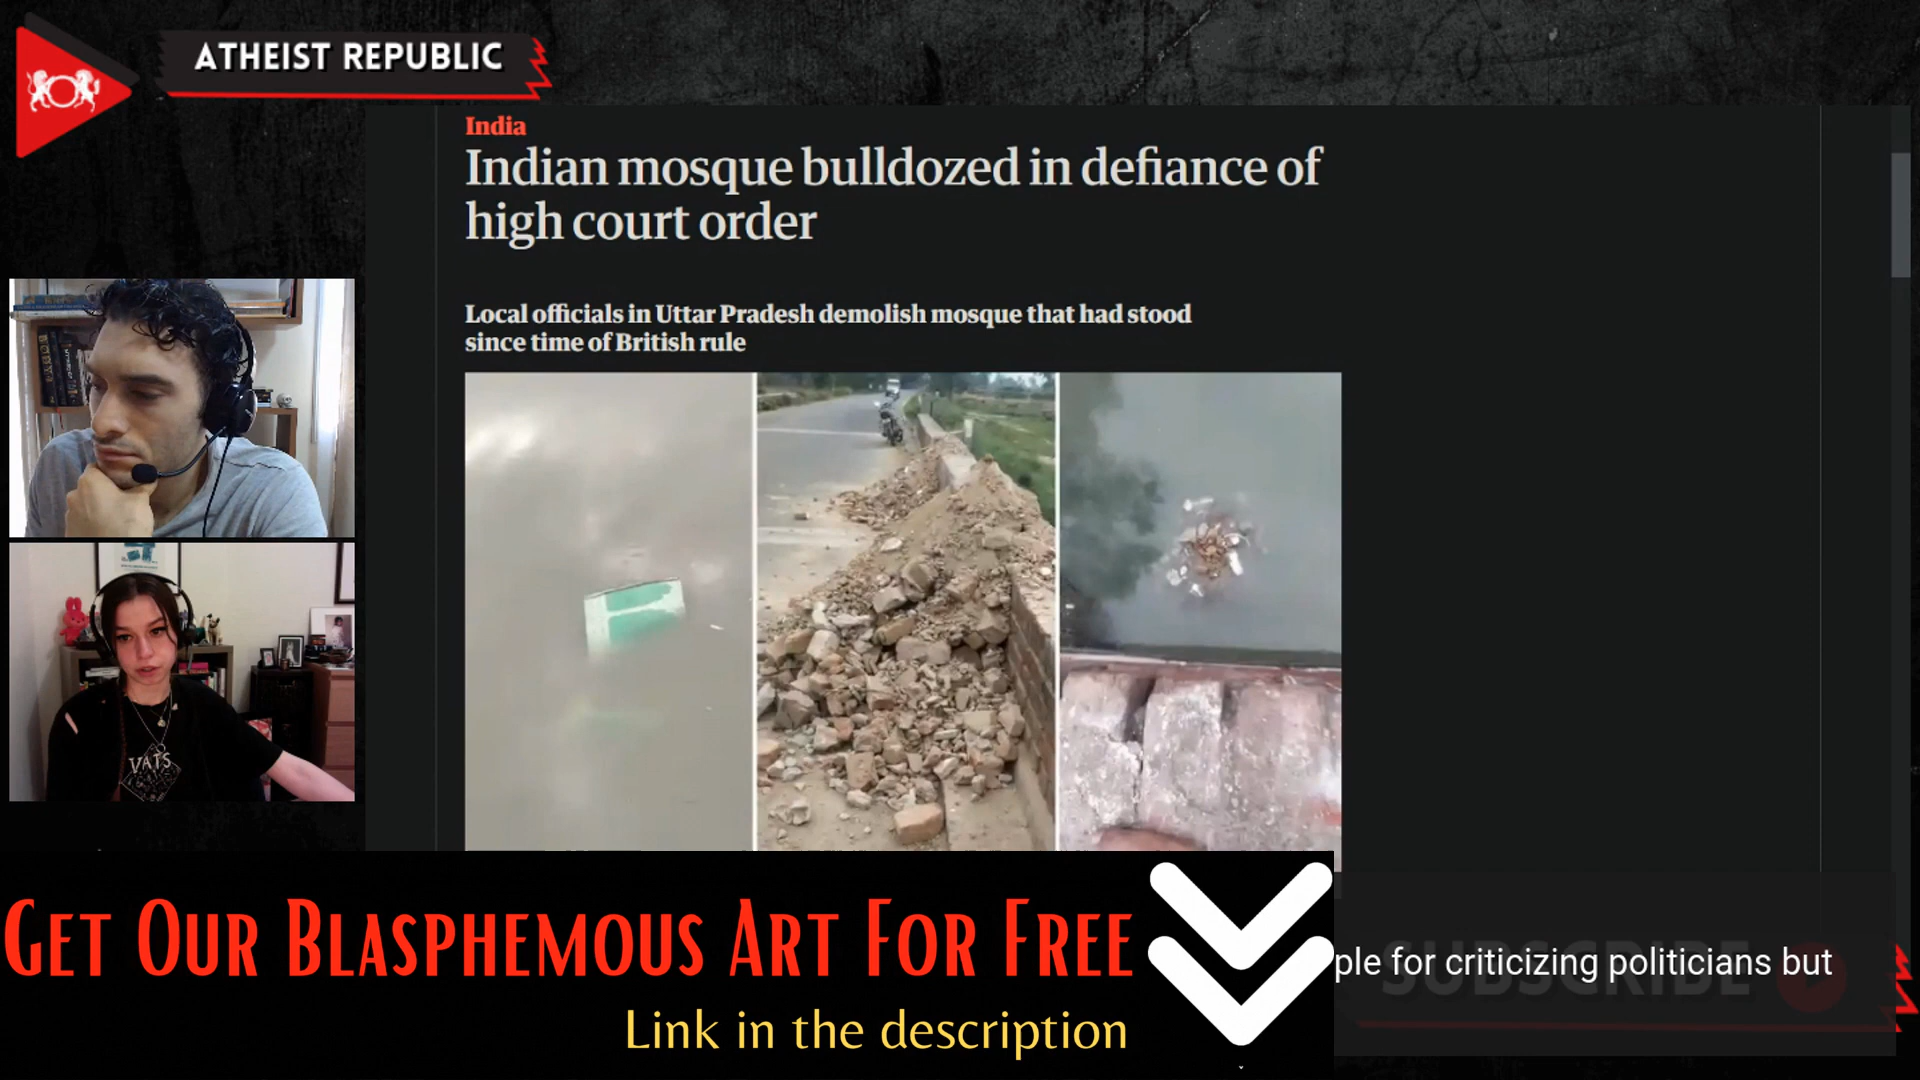 ATHEIST REPUBLIC
India
Indian mosque bulldozed in defiance of
high court order
Local officials in Uttar Pradesh demolish mosque that had stood
since time of British rule
VATS
GET OUR BLASPHEMOUS ART FOR FREE
Link in the description
ple for criticizing politicians but
SUBSCRIBE